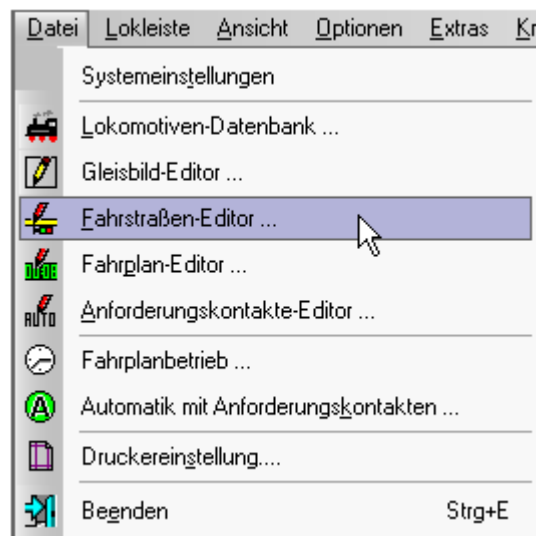 Datei Lokleiste Ansicht Optionen Extras
Systemeinstellungen
Lokomotiven-Datenbank ...
Gleisbild-Editor ...
Fahrstraßen-Editor ...
Fahrplan-Editor ...
AUTO Anforderungskontakte-Editor ...
Fahrplanbetrieb ...
A Automatik mit Anforderungskontakten ...
Druckereinstellung....
Beenden Strg+E